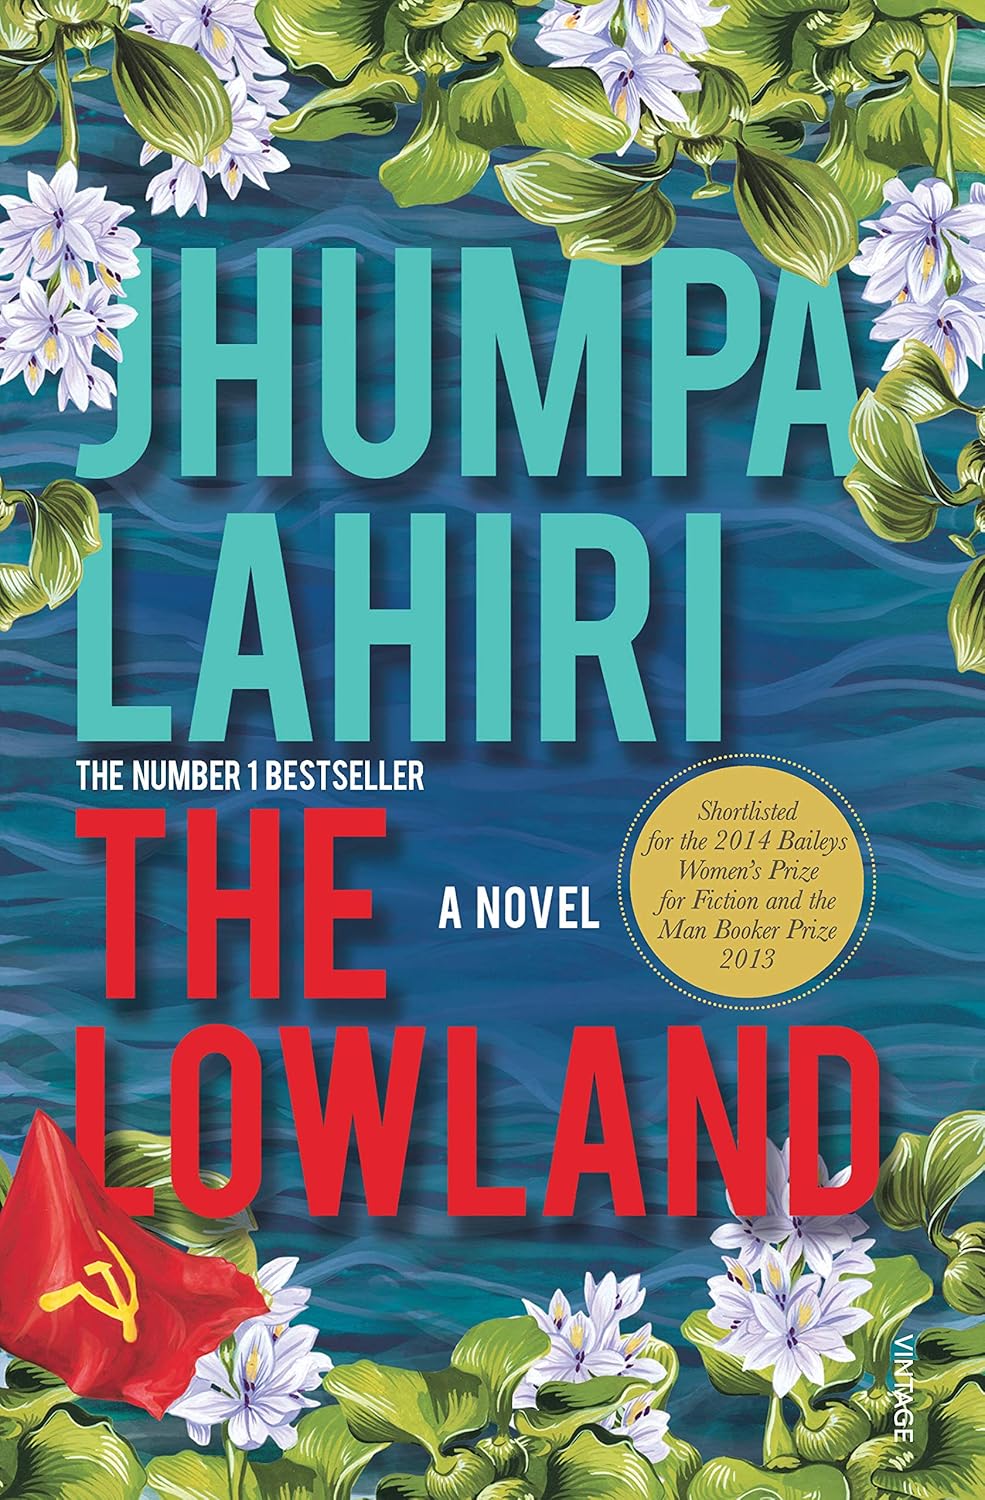 JHUMPA
LAHIRI
THE NUMBER 1 BESTSELLER
THE
A NOVEL
Shortlisted
for the 2014 Baileys
Women's Prize
for Fiction and the
Man Booker Prize
2013
LOWLAND
VINTAGE